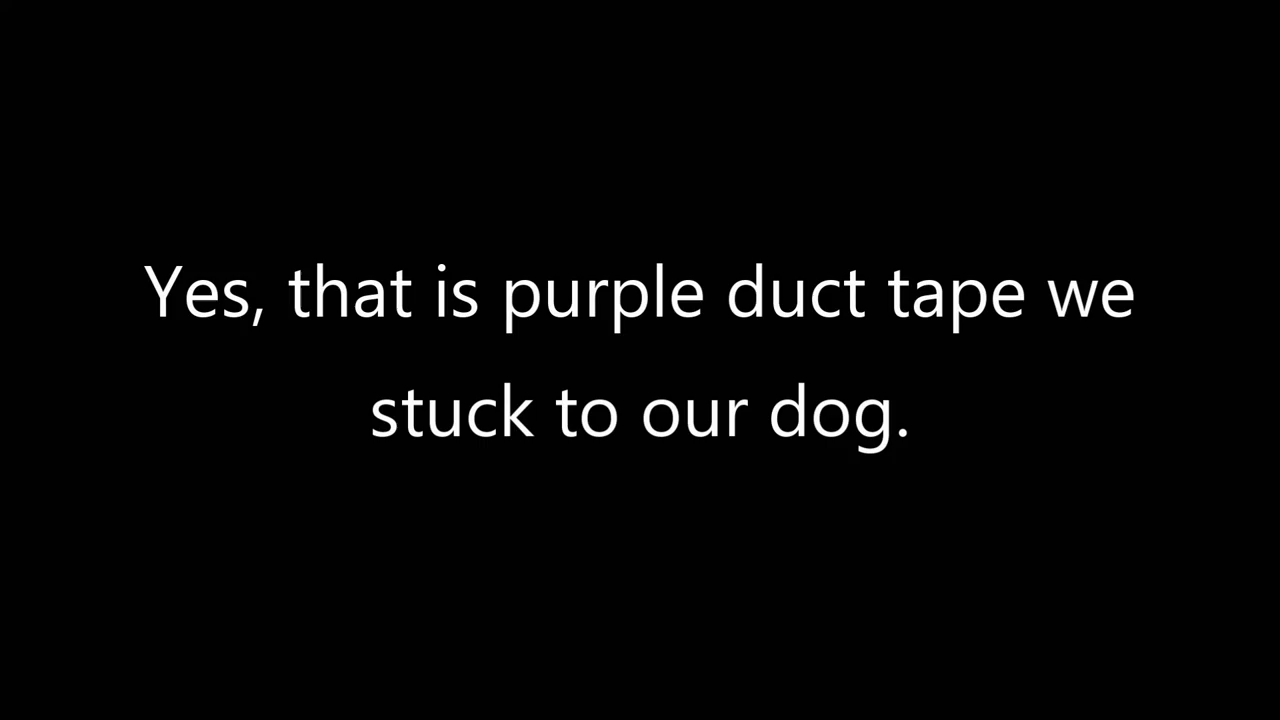 Yes, that is purple duct tape we
stuck to our dog.